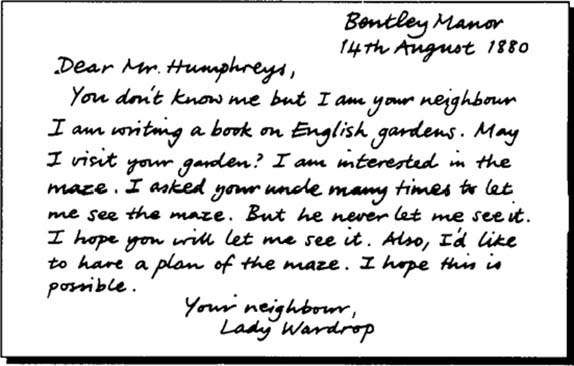 Bentley Manor
14th August 1880
Dear Mr. Humphreys,
You don't know me but I am your neighbour
I am writing a book on English gardens. May
I visit your garden? I am interested in the
maze. I asked your uncle many times to let
me see the maze. But he never let me see it.
I hope you will let me see it. Also, I'd like
to have a plan of the maze. I hope this is
possible.
Your neighbour,
Lady Wardrop